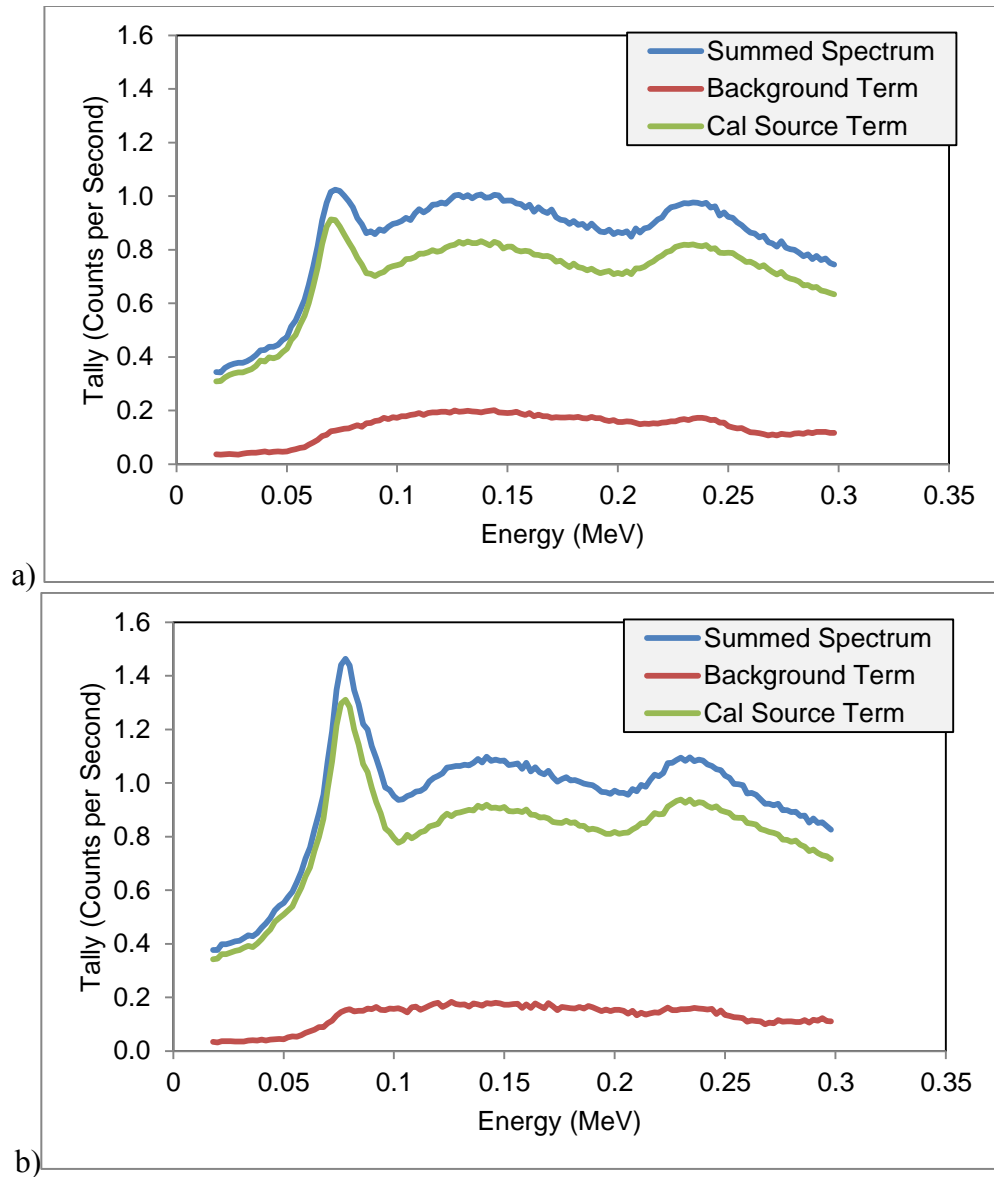 1.6
1.4
1.2
1.0
0.8
0.6
0.4
0.2
0.0
Tally (Counts per Second)
Summed Spectrum
Background Term
Cal Source Term
0 0.05 0.1 0.15 0.2 0.25 0.3 0.35
Energy (MeV)
a)
1.6
1.4
1.2
1.0
0.8
0.6
0.4
0.2
0.0
Tally (Counts per Second)
Summed Spectrum
Background Term
Cal Source Term
0 0.05 0.1 0.15 0.2 0.25 0.3 0.35
Energy (MeV)
b)